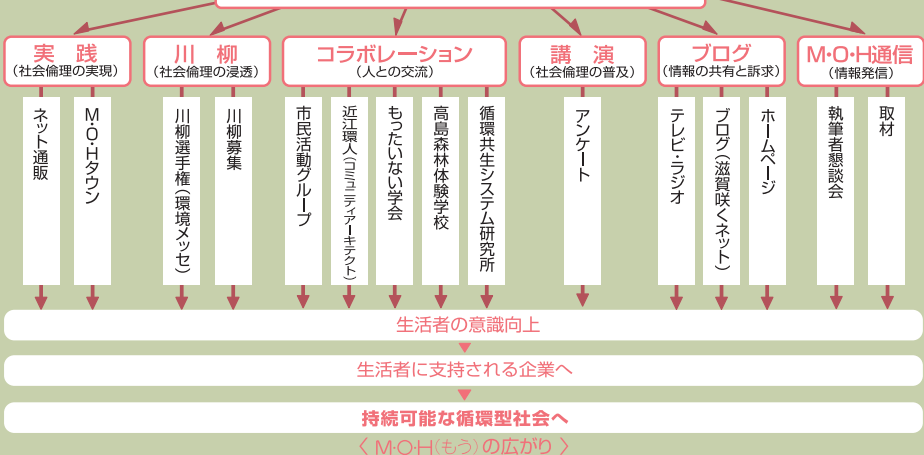 実践
(社会倫理の実現)
川柳
(社会倫理の浸透)
コラボレーション
(人との交流)
講演
(社会倫理の普及)
ブログ
(情報の共有と訴求)
M・O・H通信
(情報発信)
ネット通販
M・O・Hタウン
川柳選手権(環境メッセ)
川柳募集
市民活動グループ
近江環人(コミュニティアーキテクト)
もったいない学会
高島森林体験学校
循環共生システム研究所
アンケート
テレビ・ラジオ
ブログ(滋賀咲くネット)
ホームページ
執筆者懇談会
取材
生活者の意識向上
生活者に支持される企業へ
持続可能な循環型社会へ
〈 M・O・H(もう)の広がり 〉